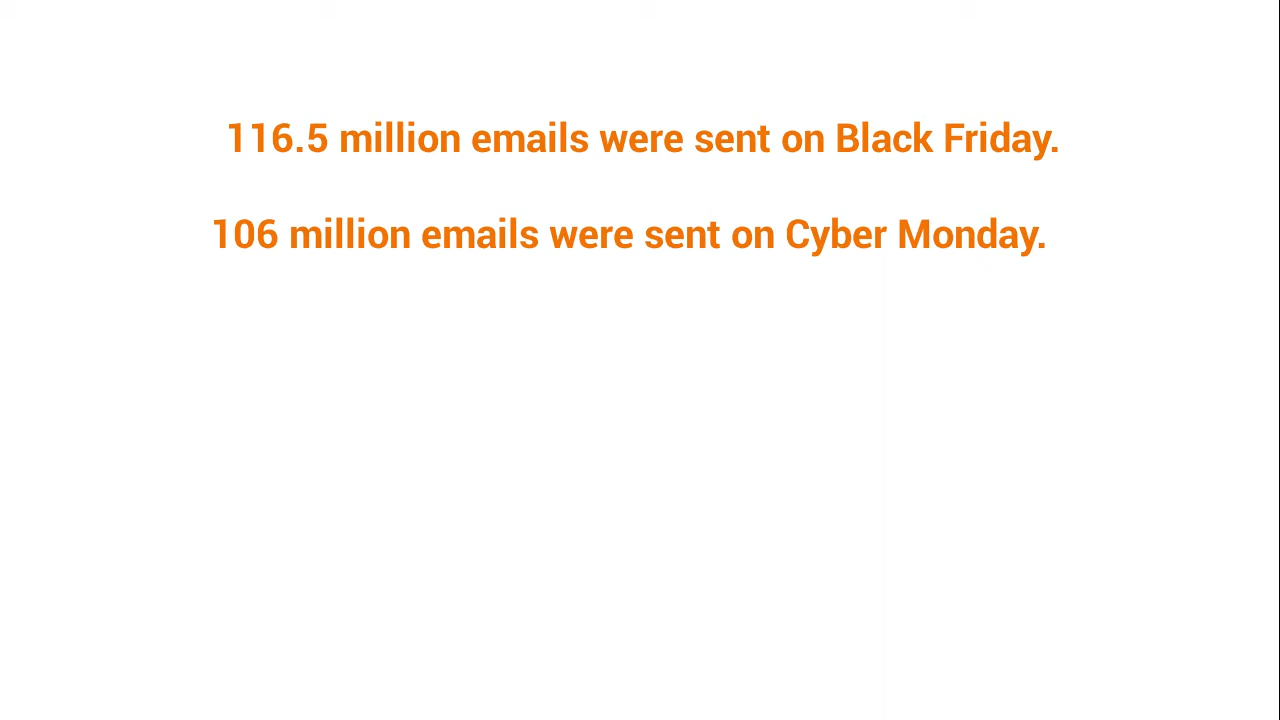 116.5 million emails were sent on Black Friday.
106 million emails were sent on Cyber Monday.